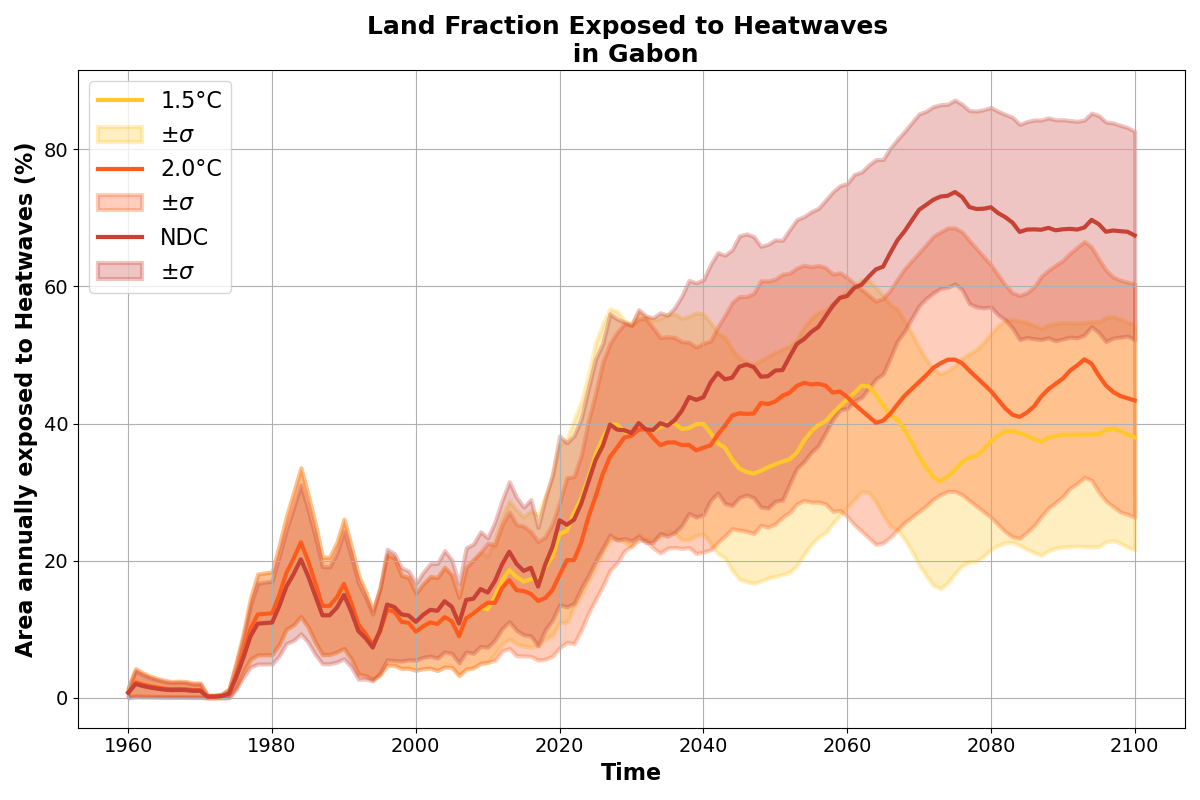 Land Fraction Exposed to Heatwaves
in Gabon
1.5°C
±σ
2.0°C
±σ
NDC
±σ
Area annually exposed to Heatwaves (%)
80
60
40
20
0
1960 1980 2000 2020 2040 2060 2080 2100
Time